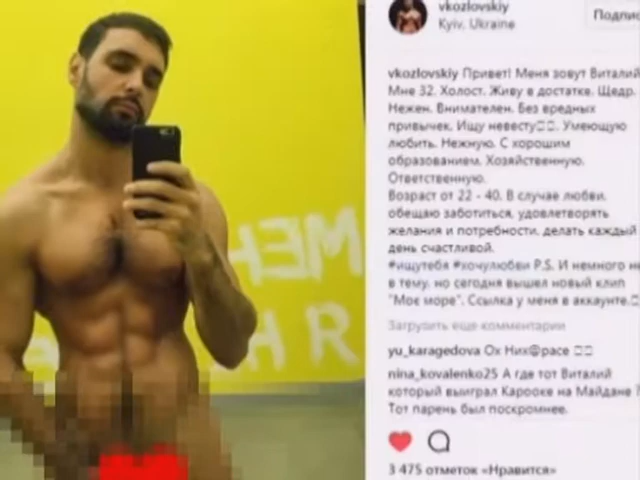 vkozlovskiy
Kyiv, Ukraine
Подпис
vkozlovskiy Привет! Меня зовут Виталий
Мне 32. Холост. Живу в достатке. Щедр.
Нежен. Внимателен. Без вредных
привычек. Ищу невесту. Умеющую
любить. Нежную. С хорошим
образованием. Хозяйственную.
Ответственную.
Возраст от 22 - 40. В случае любви,
обещаю заботиться, удовлетворять
желания и потребности, делать каждый
день счастливой.
#ищутебя #хочулюбви P.S. И немного не
в тему, но сегодня вышел новый клип
"Моє море". Ссылка у меня в аккаунте.
Загрузить еще комментарии
yu_karagedova Ох Них@расе
nina_kovalenko25 А где тот Виталий
который выиграл Карооке на Майдане ?
Тот парень был поскромнее.
3 475 отметок «Нравится»
МЕН
Я Н